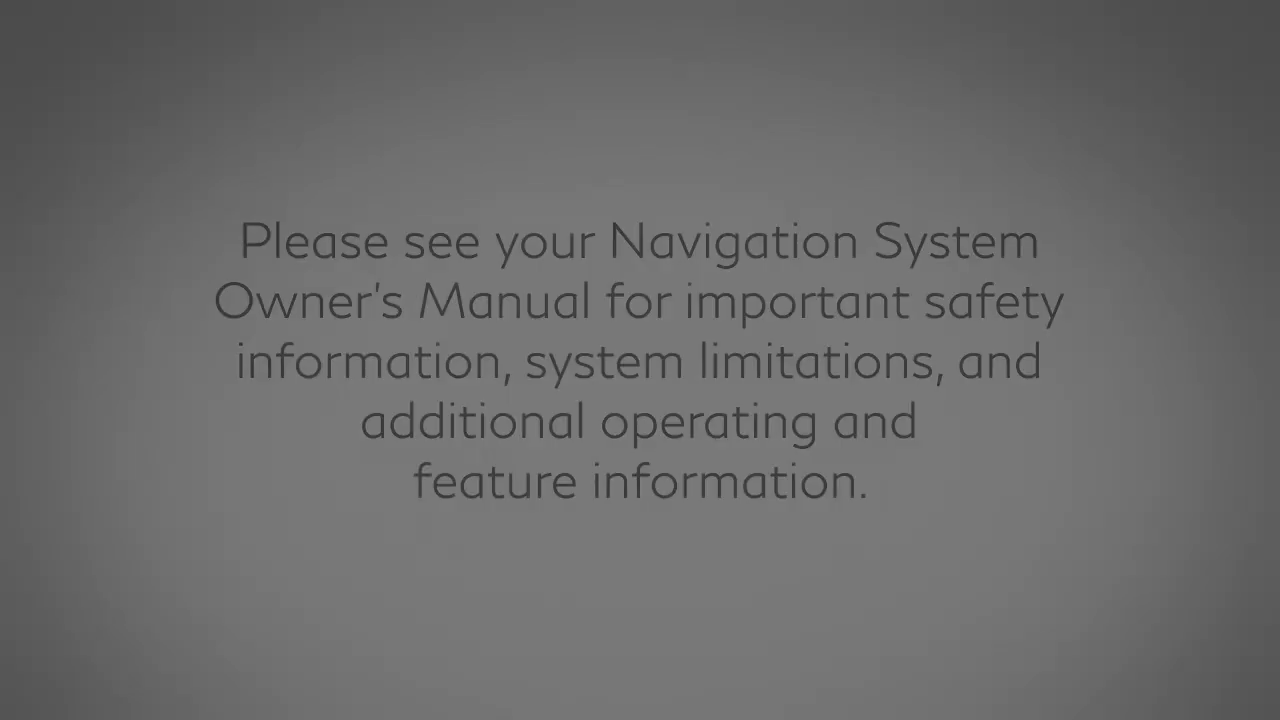 Please see your Navigation System
Owner's Manual for important safety
information, system limitations, and
additional operating and
feature information.